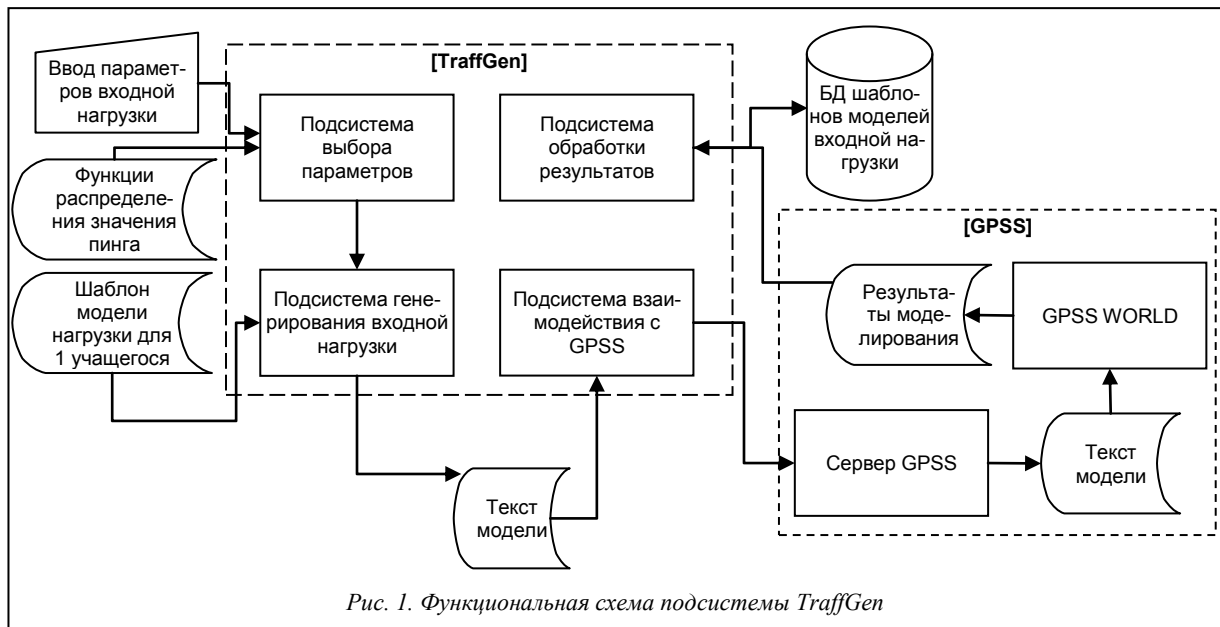 Ввод парамет-
ров входной
нагрузки
[TraffGen]
Подсистема
выбора
параметров
Подсистема
обработки
результатов
БД шабло-
нов моделей
входной на-
грузки
Функции
распределе-
ния значения
пинга
Шаблон
модели
нагрузки для
1 учащегося
Подсистема гене-
рирования входной
нагрузки
Подсистема взаи-
модействия с
GPSS
[GPSS]
Результа-
ты моде-
лирования
GPSS WORLD
Сервер GPSS
Текст
модели
Текст
модели
Рис. 1. Функциональная схема подсистемы TraffGen